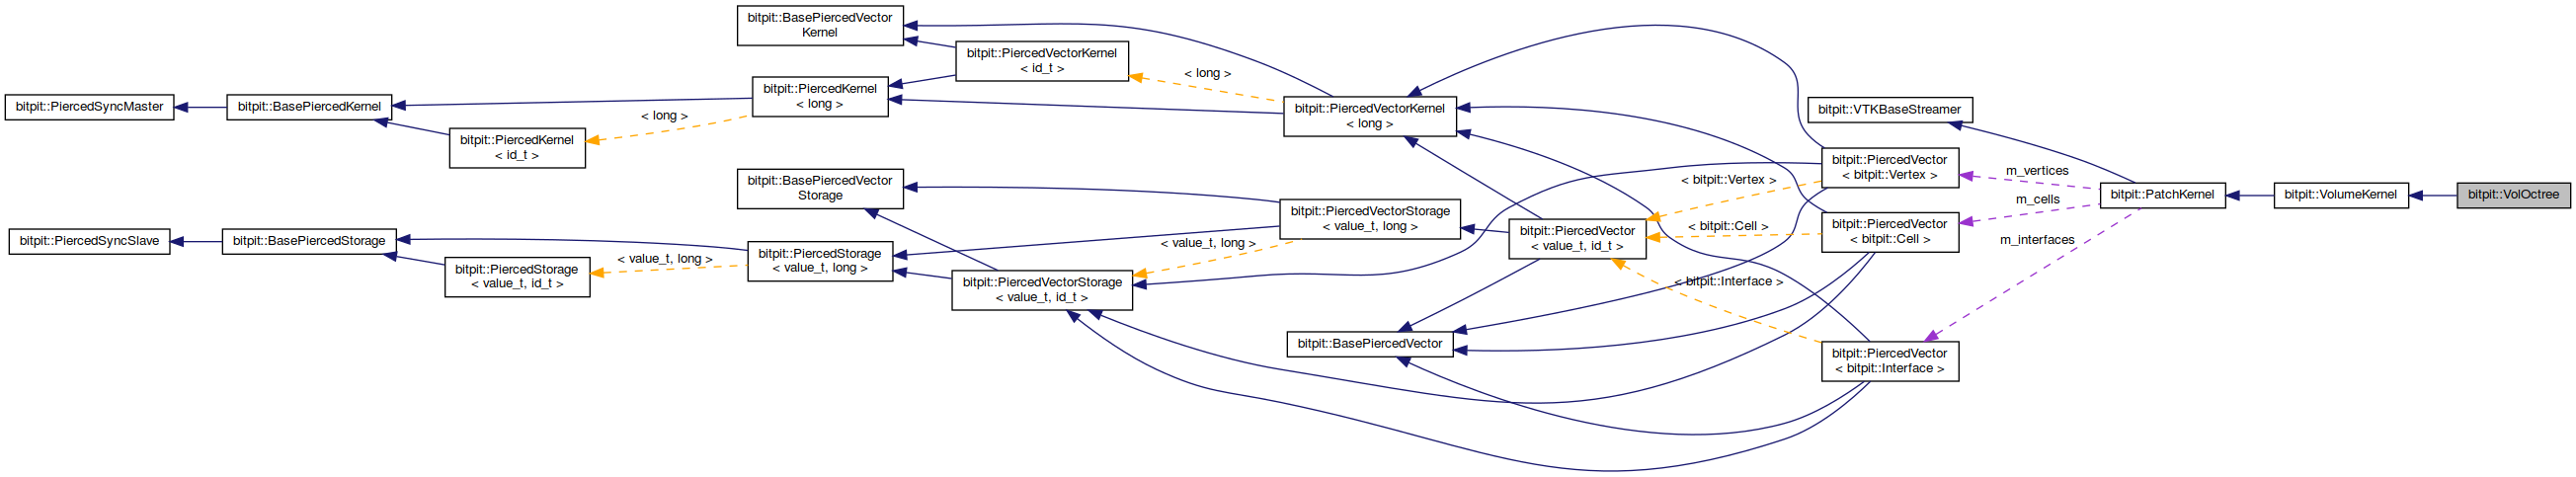 bitpit::PiercedSyncMaster
bitpit::BasePiercedKernel
bitpit::PiercedKernel
< id_t >
< long >
bitpit::BasePiercedVector
Kernel
bitpit::PiercedVectorKernel
< id_t >
bitpit::PiercedKernel
< long >
< long >
bitpit::PiercedVectorKernel
< long >
bitpit::PiercedSyncSlave
bitpit::BasePiercedStorage
bitpit::PiercedStorage
< value_t, id_t >
< value_t, long >
bitpit::BasePiercedVector
Storage
bitpit::PiercedStorage
< value_t, long >
bitpit::PiercedVectorStorage
< value_t, id_t >
< value_t, long >
bitpit::PiercedVectorStorage
< value_t, long >
bitpit::BasePiercedVector
bitpit::PiercedVector
< value_t, id_t >
< bitpit::Vertex >
< bitpit::Cell >
< bitpit::Interface >
bitpit::VTKBaseStreamer
bitpit::PiercedVector
< bitpit::Vertex >
bitpit::PiercedVector
< bitpit::Cell >
bitpit::PiercedVector
< bitpit::Interface >
m_vertices
m_cells
m_interfaces
bitpit::PatchKernel
bitpit::VolumeKernel
bitpit::VolOctree